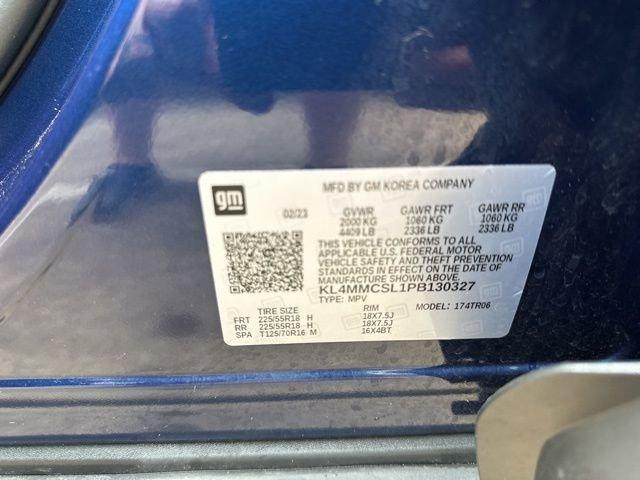 gm
MFD BY GM KOREA COMPANY
02/23 GVWR GAWR FRT GAWR RR
2000 KG 1060 KG 1060 KG
4409 LB 2336 LB 2336 LB
THIS VEHICLE CONFORMS TO ALL
APPLICABLE U.S. FEDERAL MOTOR
VEHICLE SAFETY AND THEFT PREVENTION
STANDARDS IN EFFECT ON THE DATE OF
MANUFACTURE SHOWN ABOVE.
KL4MMCSL1PB130327
TYPE: MPV MODEL: 174TR06
TIRE SIZE RIM
FRT 225/55R18 H 18X7.5J
RR 225/55R18 H 18X7.5J
SPA T125/70R16 M 16X4BT